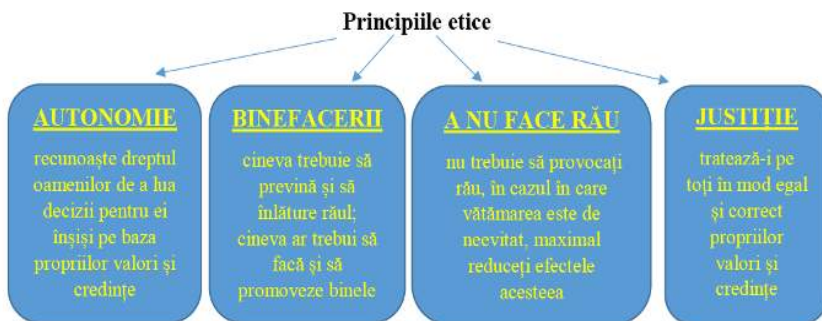 Principiile etice
AUTONOMIE
recunoaște dreptul
oamenilor de a lua
decizii pentru ei
înșiși pe baza
propriilor valori și
credințe
BINEFACERII
cineva trebuie să
prevină și să
înlăture răul;
cineva ar trebui să
facă și să
promoveze binele
A NU FACE RĂU
nu trebuie să provocați
rău, în cazul în care
vătămarea este de
neevitat, maximal
reduceți efectele
acesteea
JUSTIȚIE
tratează-i pe
toți în mod egal
și corect
propriilor
valori și
credințe